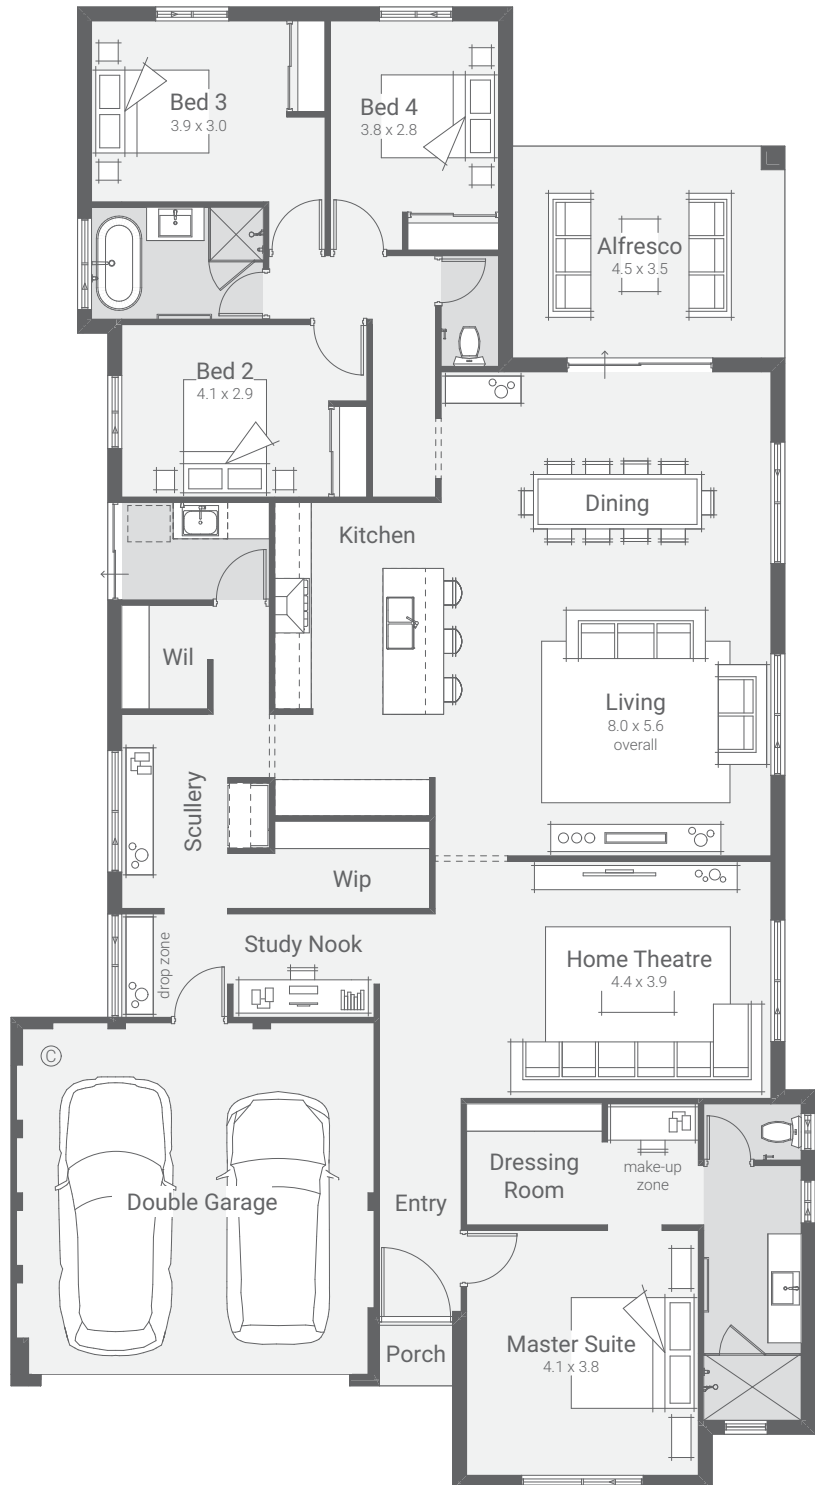 Bed 3
3.9 x 3.0
Bed 4
3.8 x 2.8
Alfresco
4.5 x 3.5
Bed 2
4.1 x 2.9
Dining
Kitchen
Wil
Living
8.0 x 5.6
overall
Scullery
Wip
drop zone
Study Nook
Home Theatre
4.4 x 3.9
C
Double Garage
Entry
Dressing
Room
make-up
zone
Porch
Master Suite
4.1 x 3.8